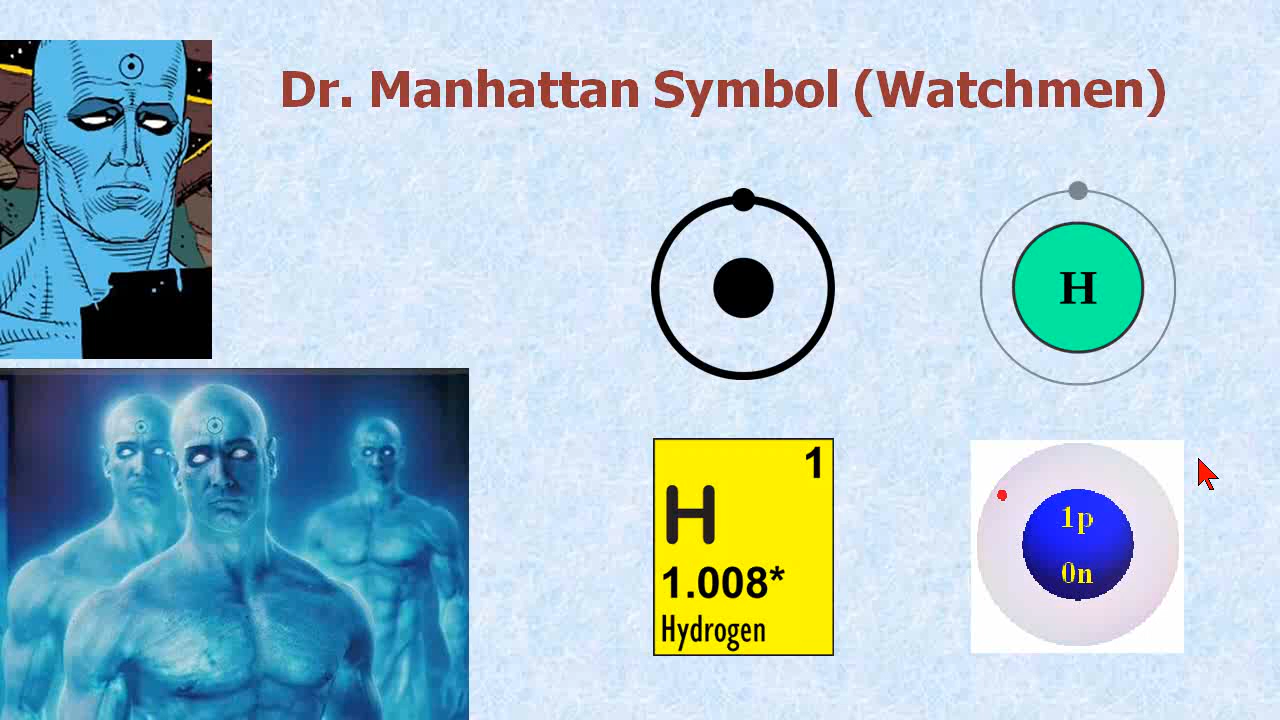 Dr. Manhattan Symbol (Watchmen)
H
1
H
1.008*
Hydrogen
1p
0n